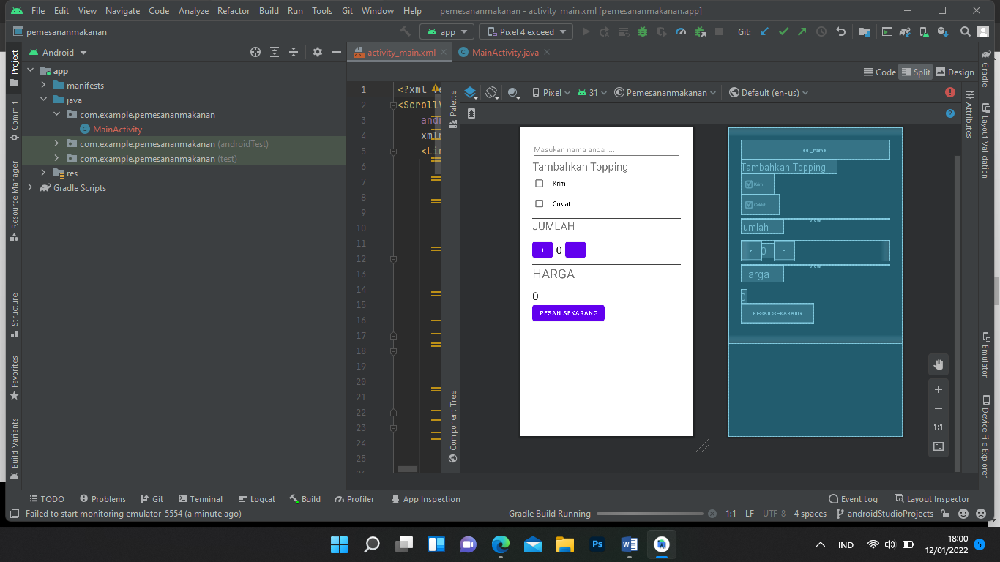 File Edit View Navigate Code Analyze Refactor Build Run Tools Git Window Help pemesananmakanan - activity_main.xml [pemesananmakanan.app]
pemesananmakanan app Pixel 4 exceed Git:
Project Android activity_main.xml MainActivity.java
app
manifests
java
com.example.pemesananmakanan
MainActivity
com.example.pemesananmakanan (androidTest)
com.example.pemesananmakanan (test)
res
Gradle Scripts
Commit
Resource Manager
Structure
Favorites
Build Variants
Code Split Design
1 <?xml
2 <ScrollV
3 and
4 xml
5 <Lin
6
7
8
9
10
11
12
13
14
15
16
17
18
19
20
21
22
23
24
25
Palette
Component Tree
Pixel 31 Pemesananmakanan Default (en-us)
Masukan nama anda ....
Tambahkan Topping
Krim
Coklat
JUMLAH
+ 0 -
HARGA
0
PESAN SEKARANG
edt_name
Tambahkan Topping
Krim
Coklat
View
jumlah
+ 0 -
View
Harga
0
PESAN SEKARANG
1:1
Gradle
Attributes
Layout Validation
Emulator
Device File Explorer
TODO Problems Git Terminal Logcat Build Profiler App Inspection Event Log Layout Inspector
Failed to start monitoring emulator-5554 (a minute ago) Gradle Build Running 1:1 LF UTF-8 4 spaces androidStudioProjects
Ps W IND 18:00
12/01/2022 5